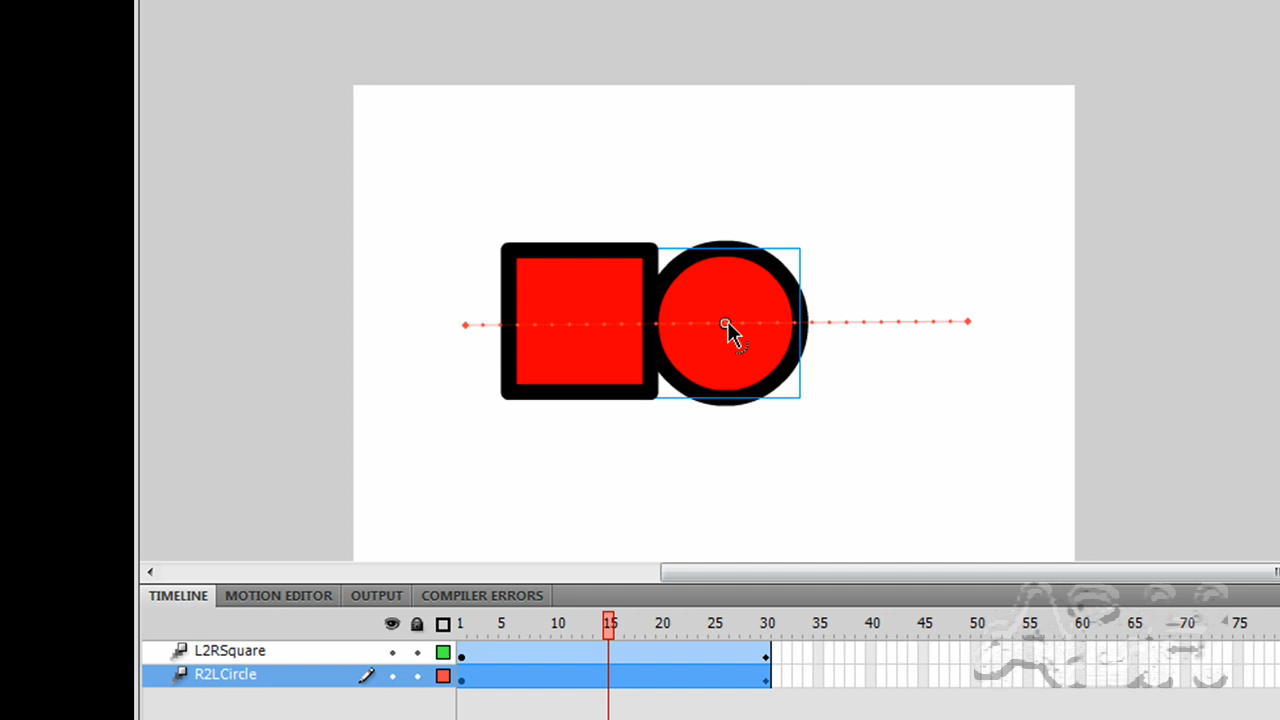 TIMELINE MOTION EDITOR OUTPUT COMPILER ERRORS
1 5 10 15 20 25 30 35 40 45 50 55 60 65 70 75
L2RSquare
R2LCircle